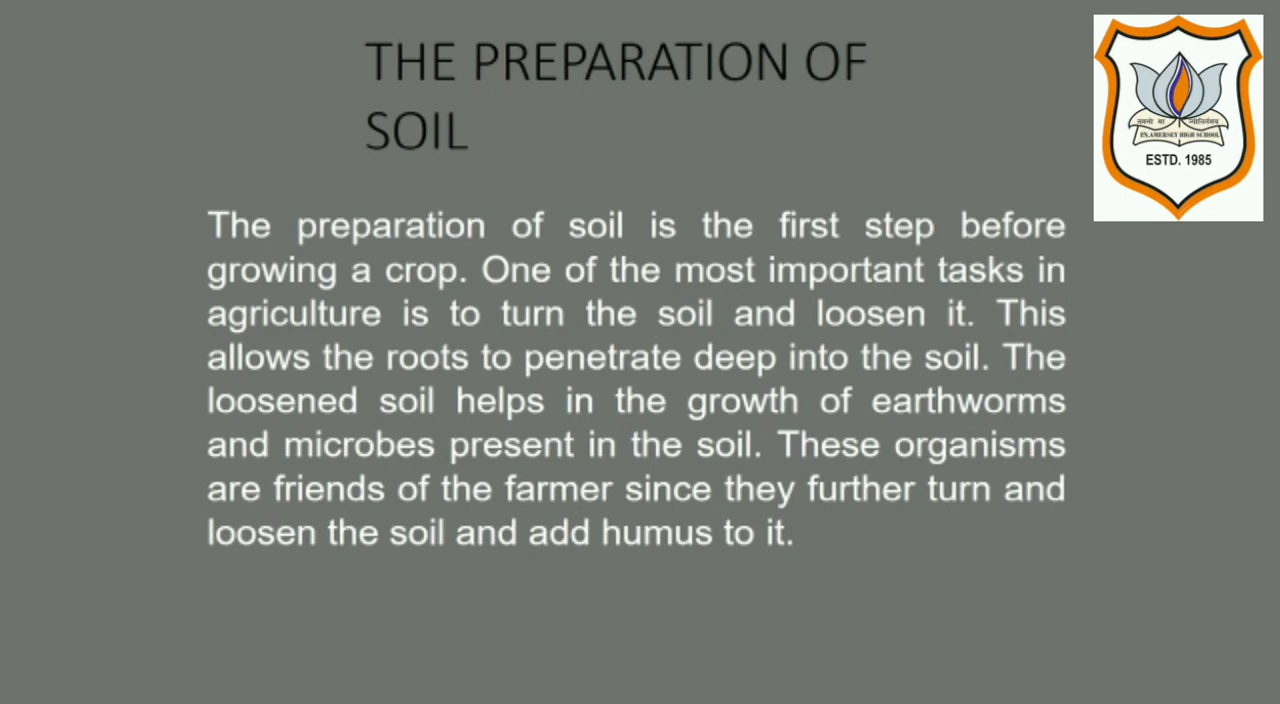 THE PREPARATION OF
SOIL
The preparation of soil is the first step before
growing a crop. One of the most important tasks in
agriculture is to turn the soil and loosen it. This
allows the roots to penetrate deep into the soil. The
loosened soil helps in the growth of earthworms
and microbes present in the soil. These organisms
are friends of the farmer since they further turn and
loosen the soil and add humus to it.
AMERSEY HIGH SCHOOL
ESTD. 1985